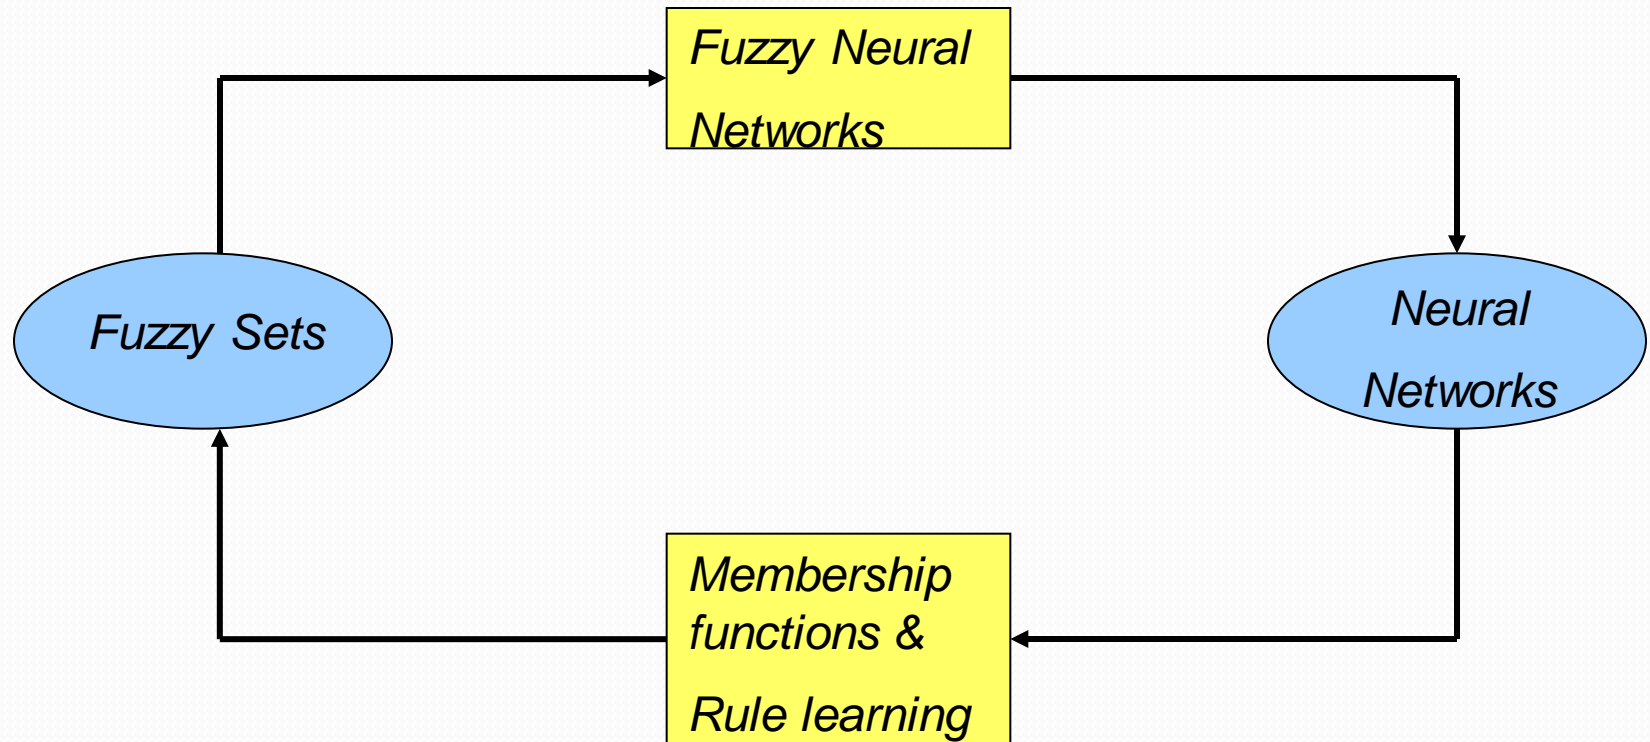 Fuzzy Neural
Networks
Fuzzy Sets
Neural
Networks
Membership
functions &
Rule learning